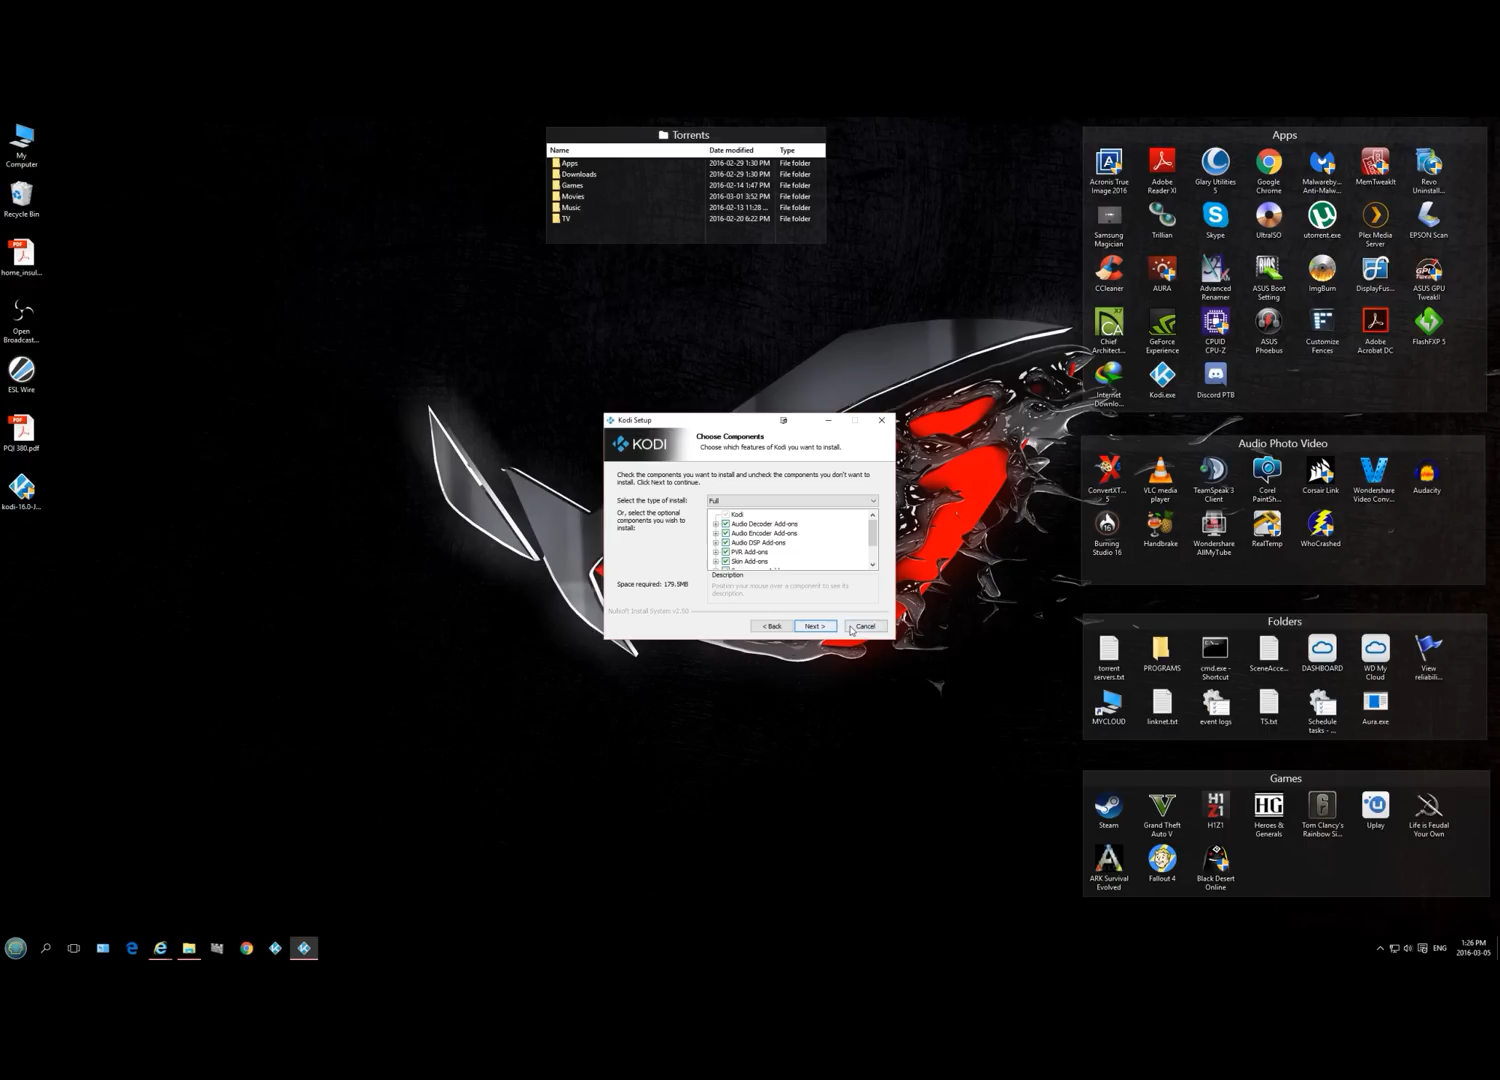 My
Computer
Recycle Bin
home_insul...
Open
Broadcast...
ESL Wire
PQJ 380.pdf
kodi-16.0-J...
Torrents
Name Date modified Type
Apps 2016-02-29 1:30 PM File folder
Downloads 2016-02-29 1:30 PM File folder
Games 2016-02-14 1:47 PM File folder
Movies 2016-03-01 3:52 PM File folder
Music 2016-02-13 11:28 ... File folder
TV 2016-02-20 6:22 PM File folder
Kodi Setup
KODI
Choose Components
Choose which features of Kodi you want to install.
Check the components you want to install and uncheck the components you don't want to
install. Click Next to continue.
Select the type of install: Full
Or, select the optional
components you wish to
install:
Kodi
Audio Decoder Add-ons
Audio Encoder Add-ons
Audio DSP Add-ons
PVR Add-ons
Skin Add-ons
Space required: 179.5MB
Description
Position your mouse over a component to see its
description.
Nullsoft Install System v2.50
< Back Next > Cancel
Apps
Acronis True
Image 2016
Adobe
Reader XI
Glary Utilities
5
Google
Chrome
Malwareby...
Anti-Malw...
MemTweakIt
Revo
Uninstall...
Samsung
Magician
Trillian
Skype
UltraISO
utorrent.exe
Plex Media
Server
EPSON Scan
CCleaner
AURA
Advanced
Renamer
ASUS Boot
Setting
ImgBurn
DisplayFus...
ASUS GPU
TweakII
Chief
Architect...
GeForce
Experience
CPUID
CPU-Z
ASUS
Phoebus
Customize
Fences
Adobe
Acrobat DC
FlashFXP 5
Internet
Downlo...
Kodi.exe
Discord PTB
Audio Photo Video
ConvertXT...
5
VLC media
player
TeamSpeak 3
Client
Corel
PaintSh...
Corsair Link
Wondershare
Video Conv...
Audacity
Burning
Studio 16
Handbrake
Wondershare
AllMyTube
RealTemp
WhoCrashed
Folders
torrent
servers.txt
PROGRAMS
cmd.exe -
Shortcut
SceneAcce...
DASHBOARD
WD My
Cloud
View
reliabili...
MYCLOUD
linknet.txt
event logs
TS.txt
Schedule
tasks - ...
Aura.exe
Games
Steam
Grand Theft
Auto V
H1Z1
Heroes &
Generals
Tom Clancy's
Rainbow Si...
Uplay
Life is Feudal
Your Own
ARK Survival
Evolved
Fallout 4
Black Desert
Online
ENG
1:26 PM
2016-03-05